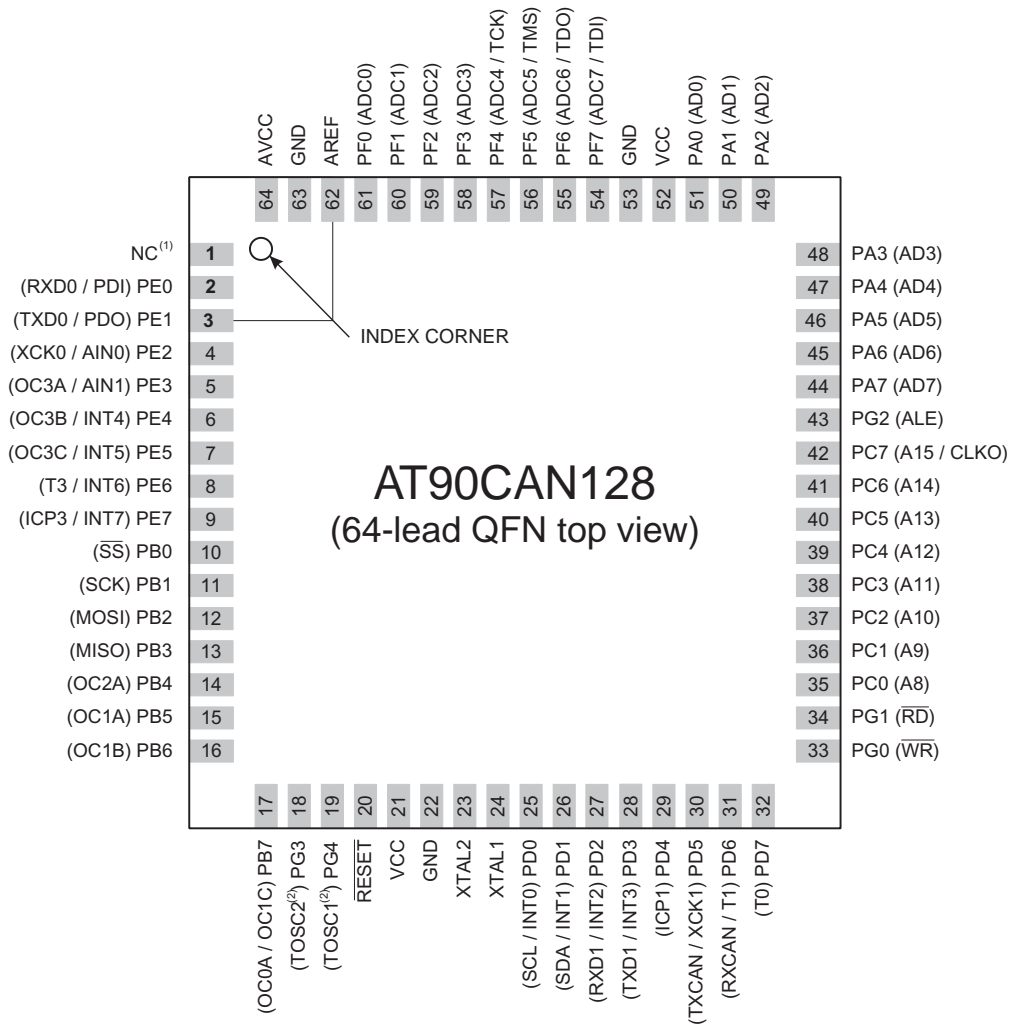 AVCC
GND
AREF
PF0 (ADC0)
PF1 (ADC1)
PF2 (ADC2)
PF3 (ADC3)
PF4 (ADC4 / TCK)
PF5 (ADC5 / TMS)
PF6 (ADC6 / TDO)
PF7 (ADC7 / TDI)
GND
VCC
PA0 (AD0)
PA1 (AD1)
PA2 (AD2)
64
63
62
61
60
59
58
57
56
55
54
53
52
51
50
49
NC(1) 1
(RXD0 / PDI) PE0 2
(TXD0 / PDO) PE1 3
(XCK0 / AIN0) PE2 4
(OC3A / AIN1) PE3 5
(OC3B / INT4) PE4 6
(OC3C / INT5) PE5 7
(T3 / INT6) PE6 8
(ICP3 / INT7) PE7 9
(SS) PB0 10
(SCK) PB1 11
(MOSI) PB2 12
(MISO) PB3 13
(OC2A) PB4 14
(OC1A) PB5 15
(OC1B) PB6 16
INDEX CORNER
AT90CAN128
(64-lead QFN top view)
48 PA3 (AD3)
47 PA4 (AD4)
46 PA5 (AD5)
45 PA6 (AD6)
44 PA7 (AD7)
43 PG2 (ALE)
42 PC7 (A15 / CLKO)
41 PC6 (A14)
40 PC5 (A13)
39 PC4 (A12)
38 PC3 (A11)
37 PC2 (A10)
36 PC1 (A9)
35 PC0 (A8)
34 PG1 (RD)
33 PG0 (WR)
17
18
19
20
21
22
23
24
25
26
27
28
29
30
31
32
(OC0A / OC1C) PB7
(TOSC2(2)) PG3
(TOSC1(2)) PG4
RESET
VCC
GND
XTAL2
XTAL1
(SCL / INT0) PD0
(SDA / INT1) PD1
(RXD1 / INT2) PD2
(TXD1 / INT3) PD3
(ICP1) PD4
(TXCAN / XCK1) PD5
(RXCAN / T1) PD6
(T0) PD7